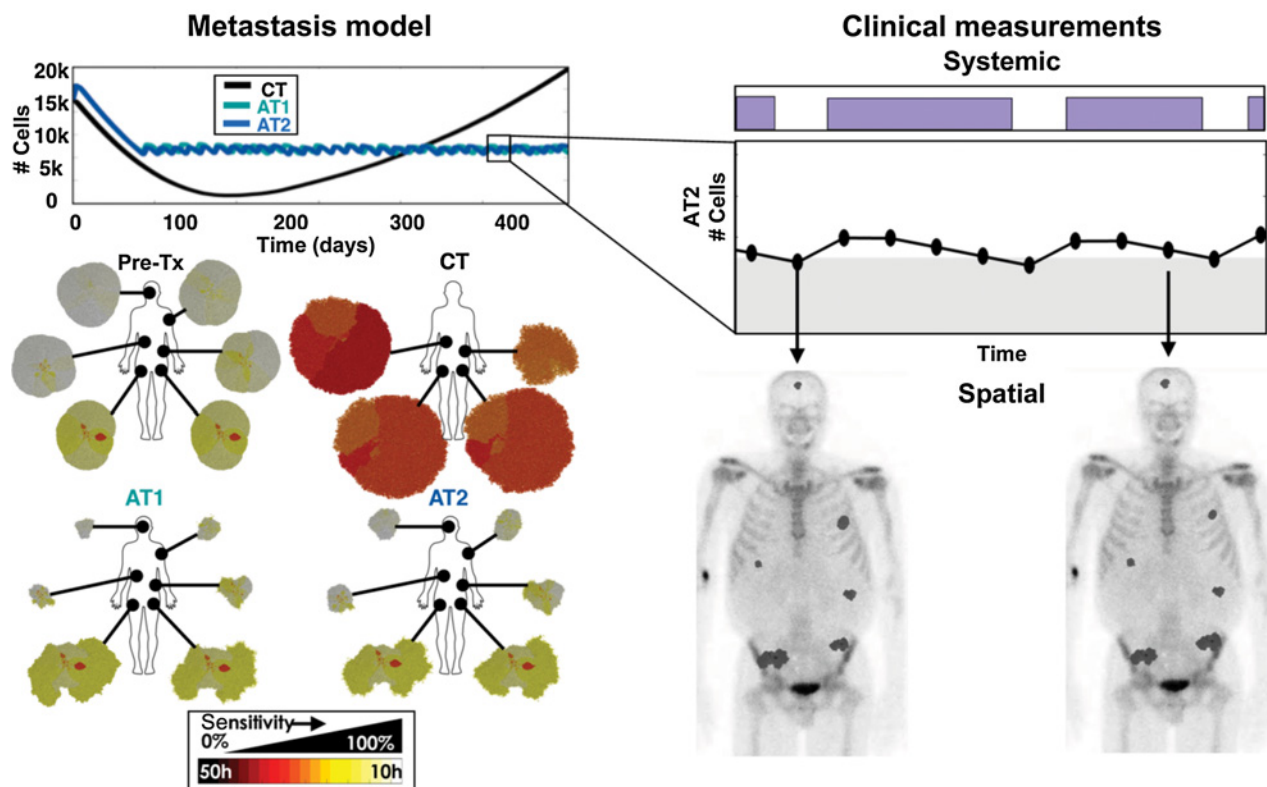 Metastasis model
20k
15k
10k
5k
0
# Cells
CT
AT1
AT2
0 100 200 300 400
Time (days)
Pre-Tx
CT
AT1
AT2
Sensitivity
0% 100%
50h 10h
Clinical measurements
Systemic
AT2
# Cells
Time
Spatial